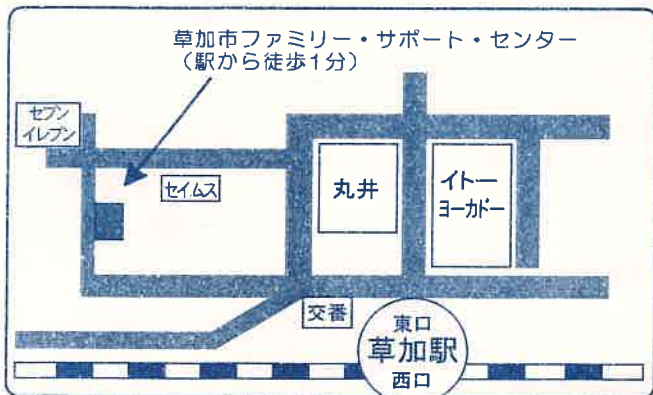 草加市ファミリー・サポート・センター
(駅から徒歩1分)
セブン
イレブン
セイムス
丸井
イトー
ヨーカドー
交番
東口
草加駅
西口